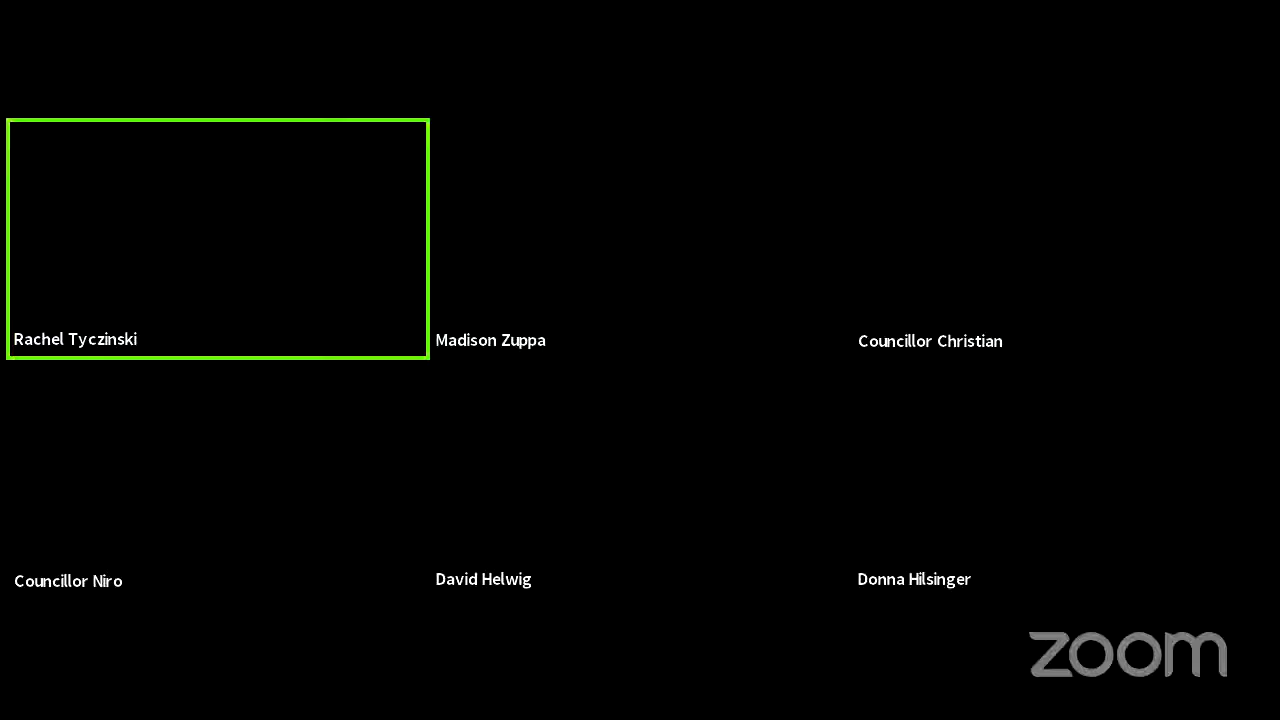 Rachel Tyczinski
Madison Zuppa
Councillor Christian
Councillor Niro
David Helwig
Donna Hilsinger
zoom